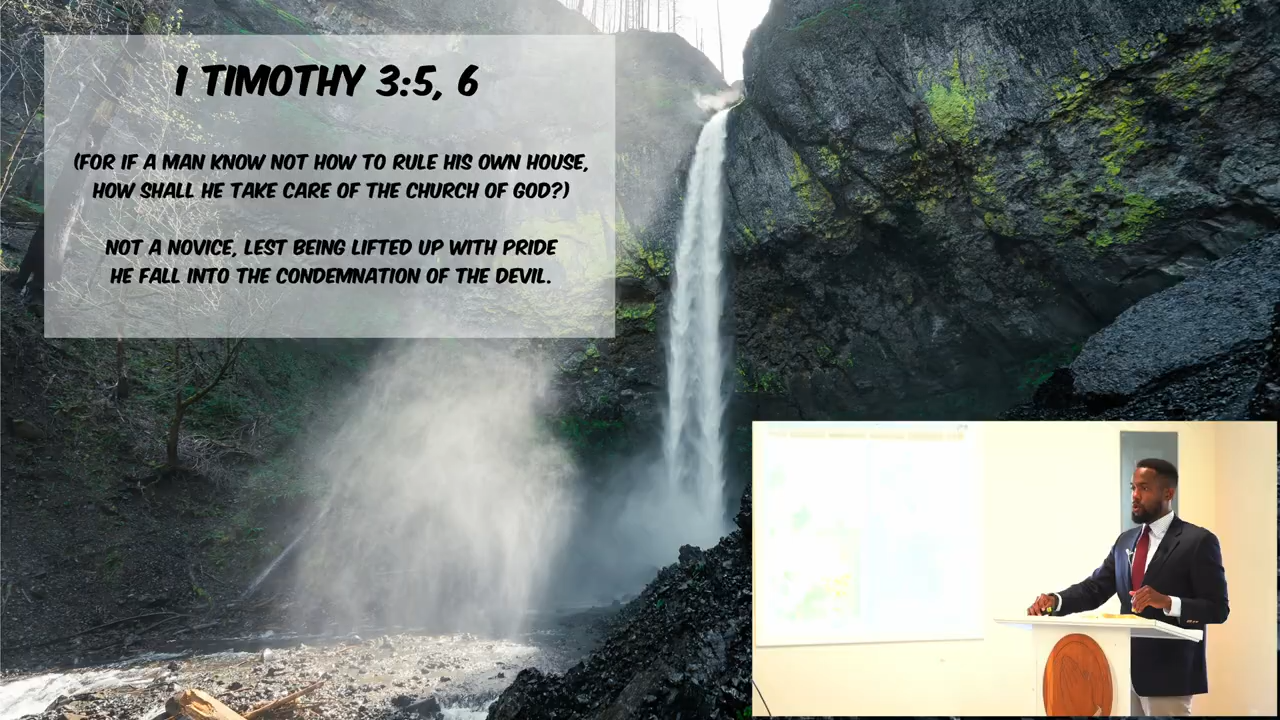 1 TIMOTHY 3:5, 6
(FOR IF A MAN KNOW NOT HOW TO RULE HIS OWN HOUSE,
HOW SHALL HE TAKE CARE OF THE CHURCH OF GOD?)
NOT A NOVICE, LEST BEING LIFTED UP WITH PRIDE
HE FALL INTO THE CONDEMNATION OF THE DEVIL.